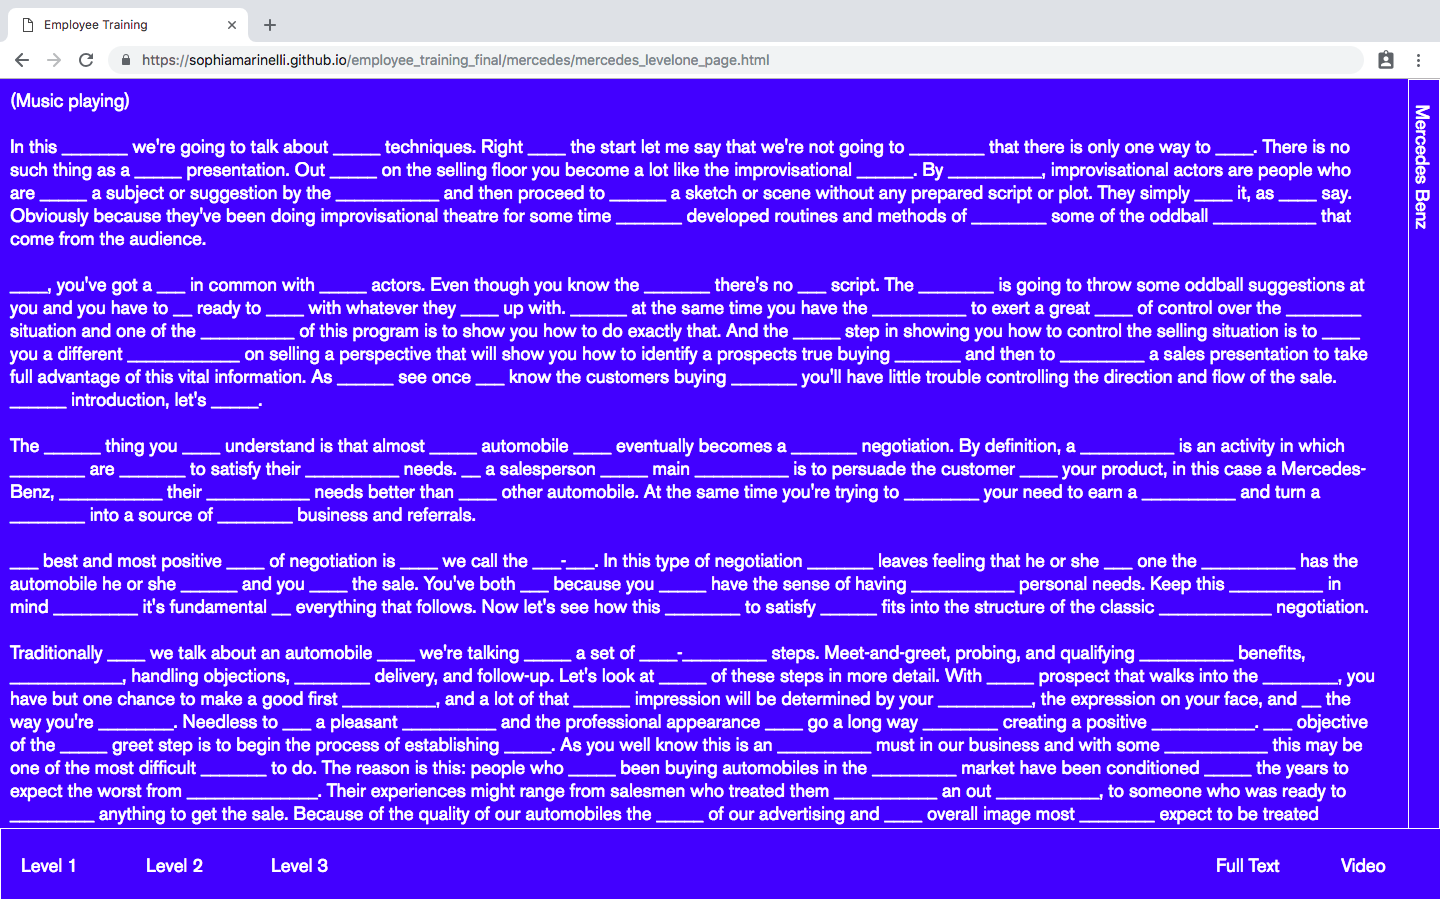 Employee Training
https://sophiamarinelli.github.io/employee_training_final/mercedes/mercedes_levelone_page.html
(Music playing)
In this _______ we're going to talk about _____ techniques. Right ____ the start let me say that we're not going to ________ that there is only one way to ____. There is no
such thing as a _____ presentation. Out _____ on the selling floor you become a lot like the improvisational ______. By __________, improvisational actors are people who
are _____ a subject or suggestion by the ___________ and then proceed to ______ a sketch or scene without any prepared script or plot. They simply ____ it, as ____ say.
Obviously because they've been doing improvisational theatre for some time _______ developed routines and methods of ________ some of the oddball ___________ that
come from the audience.
____, you've got a ___ in common with _____ actors. Even though you know the _______ there's no ___ script. The ________ is going to throw some oddball suggestions at
you and you have to __ ready to ____ with whatever they ____ up with. ______ at the same time you have the __________ to exert a great ____ of control over the ________
situation and one of the __________ of this program is to show you how to do exactly that. And the _____ step in showing you how to control the selling situation is to ____
you a different ____________ on selling a perspective that will show you how to identify a prospects true buying _______ and then to _________ a sales presentation to take
full advantage of this vital information. As ______ see once ___ know the customers buying _______ you'll have little trouble controlling the direction and flow of the sale.
______ introduction, let's _____.
The ______ thing you ____ understand is that almost _____ automobile ____ eventually becomes a _______ negotiation. By definition, a __________ is an activity in which
________ are _______ to satisfy their __________ needs. __ a salesperson _____ main __________ is to persuade the customer ____ your product, in this case a Mercedes-
Benz, ___________ their ___________ needs better than ____ other automobile. At the same time you're trying to ________ your need to earn a __________ and turn a
________ into a source of ________ business and referrals.
___ best and most positive ____ of negotiation is ____ we call the ___-___. In this type of negotiation _______ leaves feeling that he or she ___ one the __________ has the
automobile he or she ______ and you ____ the sale. You've both ___ because you _____ have the sense of having ___________ personal needs. Keep this __________ in
mind _________ it's fundamental __ everything that follows. Now let's see how this ________ to satisfy ______ fits into the structure of the classic ____________ negotiation.
Traditionally ____ we talk about an automobile ____ we're talking _____ a set of ____-_________ steps. Meet-and-greet, probing, and qualifying __________ benefits,
____________, handling objections, ________ delivery, and follow-up. Let's look at _____ of these steps in more detail. With _____ prospect that walks into the ________, you
have but one chance to make a good first __________, and a lot of that ______ impression will be determined by your __________, the expression on your face, and __ the
way you're ________. Needless to ___ a pleasant __________ and the professional appearance ____ go a long way ________ creating a positive ___________. ___ objective
of the _____ greet step is to begin the process of establishing _____. As you well know this is an __________ must in our business and with some ___________ this may be
one of the most difficult _______ to do. The reason is this: people who _____ been buying automobiles in the _________ market have been conditioned _____ the years to
expect the worst from ______________. Their experiences might range from salesmen who treated them ___________ an out ___________, to someone who was ready to
_________ anything to get the sale. Because of the quality of our automobiles the _____ of our advertising and ____ overall image most ________ expect to be treated
Mercedes Benz
Level 1
Level 2
Level 3
Full Text
Video